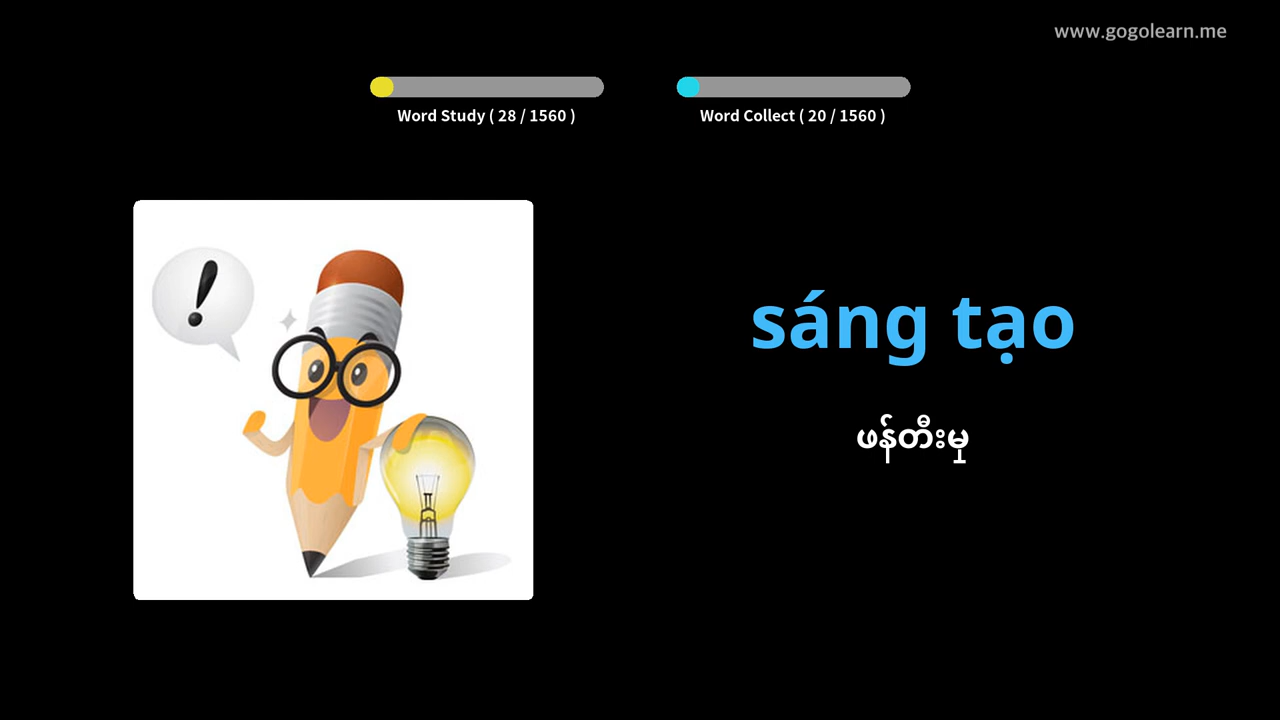 www.gogolearn.me
Word Study ( 28 / 1560 )
Word Collect ( 20 / 1560 )
!
sáng tạo
ဖန်တီးမှု